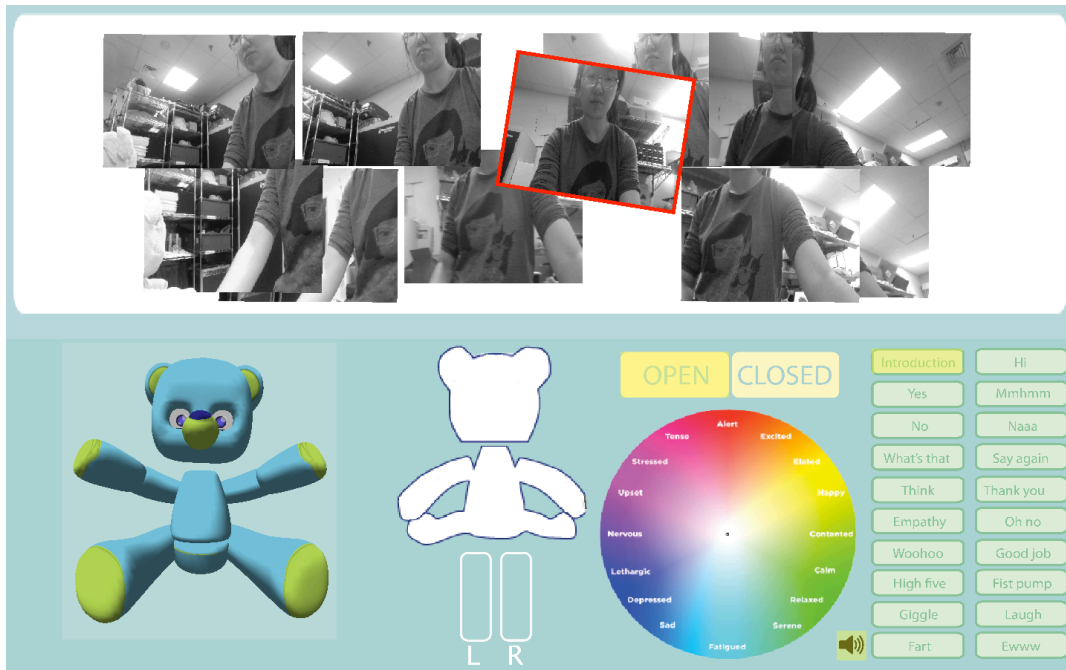 OPEN CLOSED
Introduction Hi
Yes Mmhmm
No Naaa
What's that Say again
Think Thank you
Empathy Oh no
Woohoo Good job
High five Fist pump
Giggle Laugh
Fart Ewww
Alert
Tense Excited
Stressed Elated
Upset Happy
Nervous Contented
Lethargic Calm
Depressed Relaxed
Sad Serene
Fatigued
L R